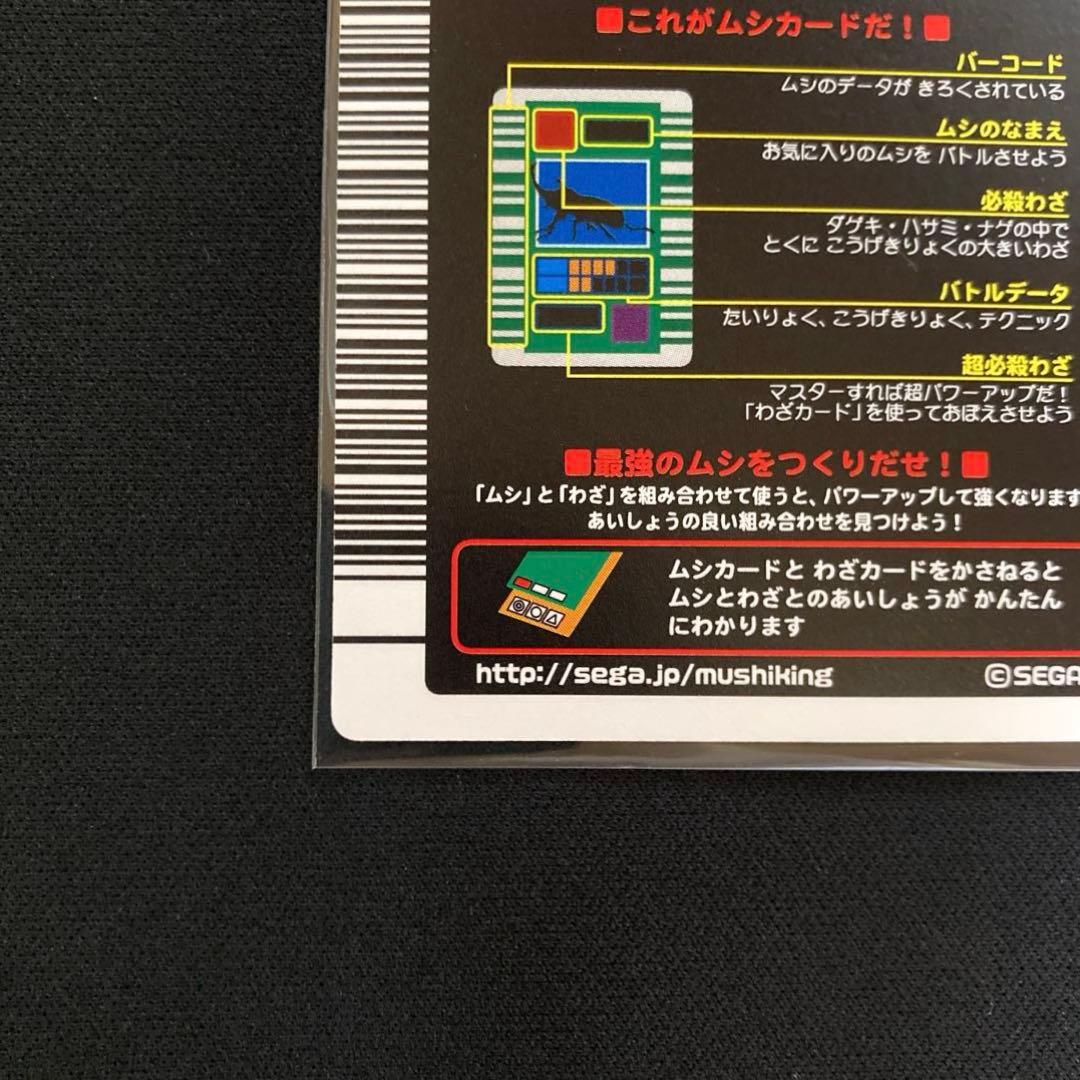 ■これがムシカードだ！■
バーコード
ムシのデータが きろくされている
ムシのなまえ
お気に入りのムシを バトルさせよう
必殺わざ
ダゲキ・ハサミ・ナゲの中で
とくに こうげきりょくの大きいわざ
バトルデータ
たいりょく、こうげきりょく、テクニック
超必殺わざ
マスターすれば超パワーアップだ！
「わざカード」を使っておぼえさせよう
■最強のムシをつくりだせ！■
「ムシ」と「わざ」を組み合わせて使うと、パワーアップして強くなります
あいしょうの良い組み合わせを見つけよう！
ムシカードと わざカードをかさねると
ムシとわざとのあいしょうが かんたん
にわかります
http://sega.jp/mushiking
©SEGA